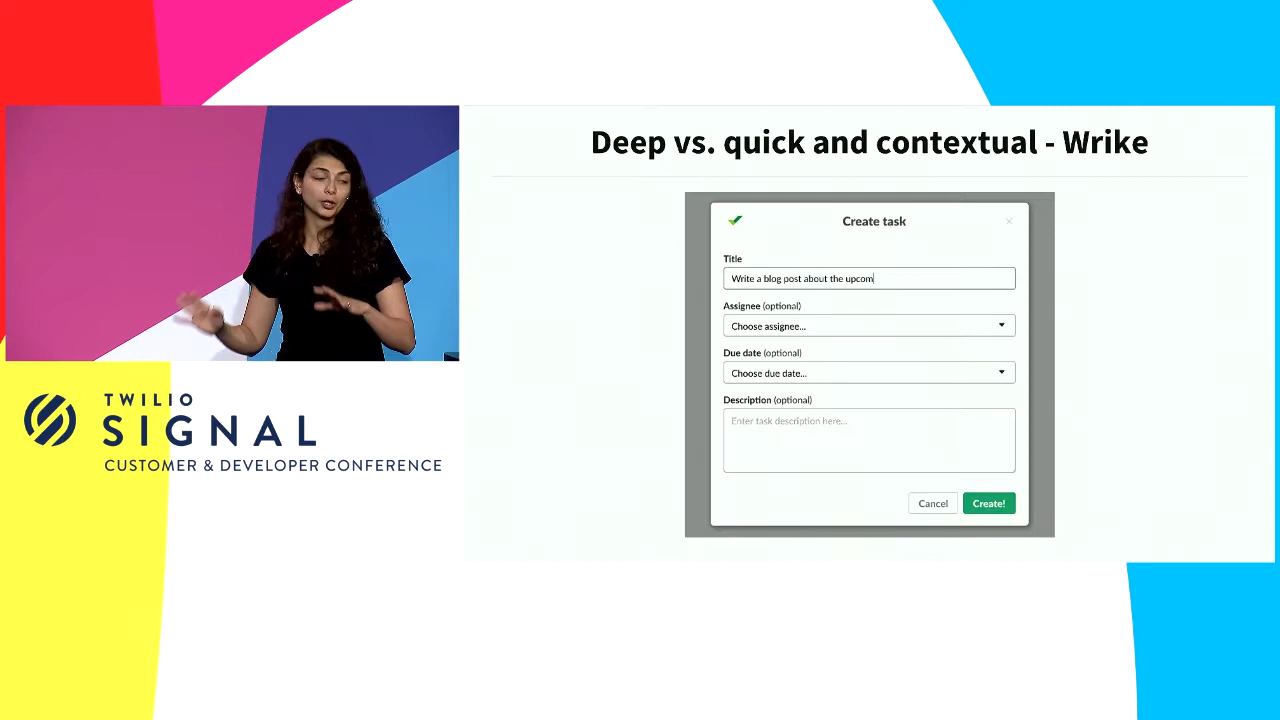 Deep vs. quick and contextual - Wrike
Create task
Title
Write a blog post about the upcom
Assignee (optional)
Choose assignee...
Due date (optional)
Choose due date...
Description (optional)
Enter task description here...
Cancel
Create!
TWILIO
SIGNAL
CUSTOMER & DEVELOPER CONFERENCE